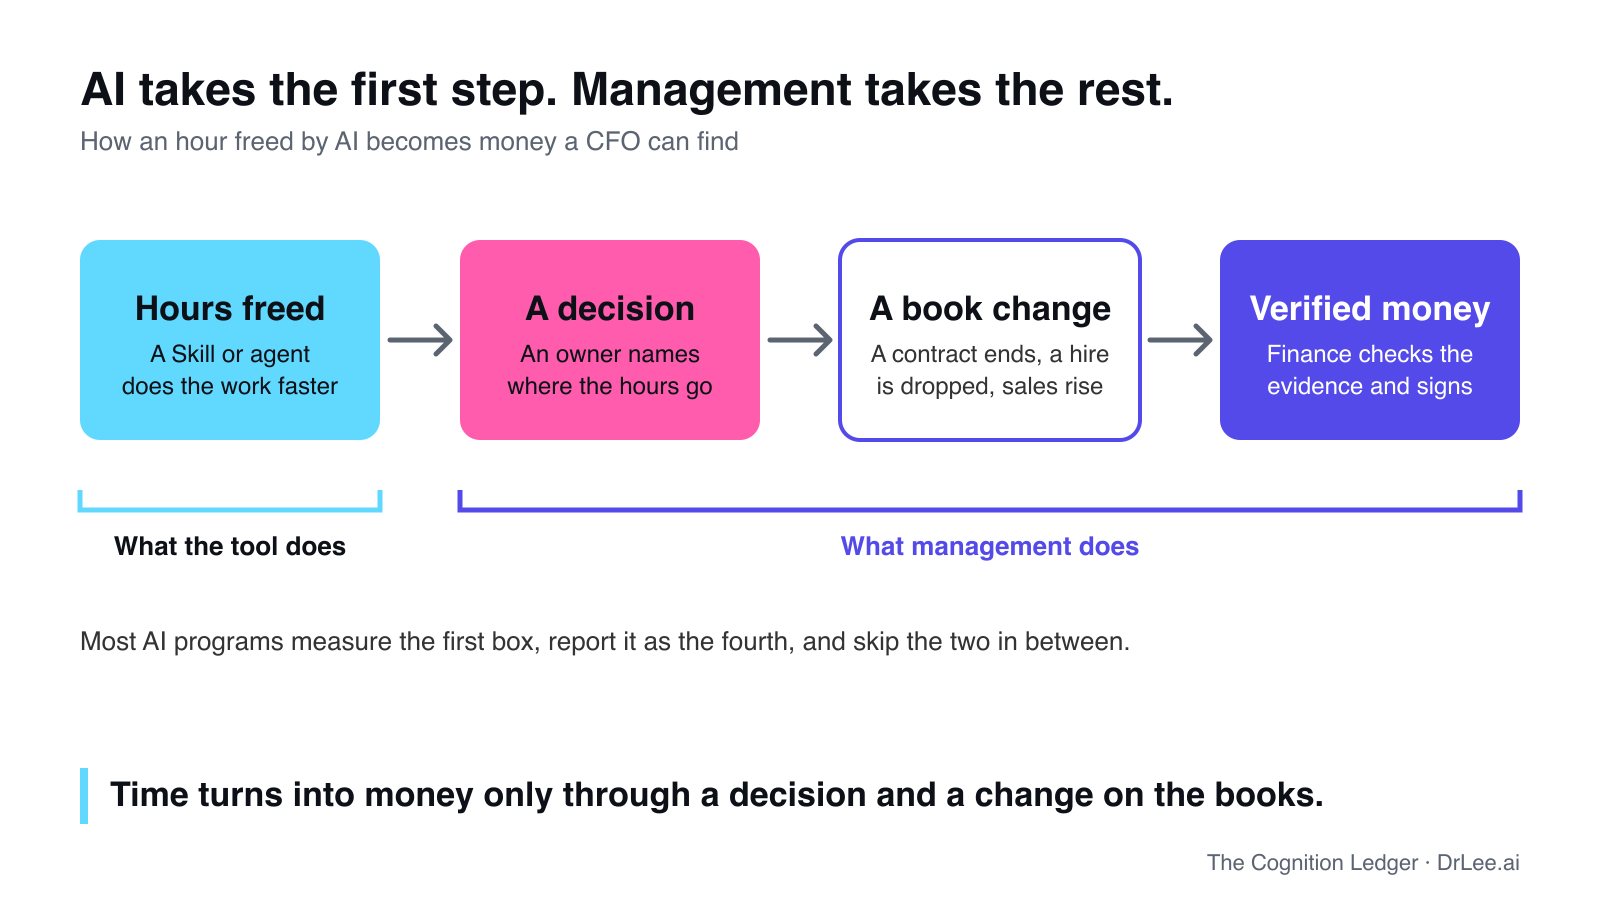 AI takes the first step. Management takes the rest.
How an hour freed by AI becomes money a CFO can find
Hours freed
A Skill or agent
does the work faster
A decision
An owner names
where the hours go
A book change
A contract ends, a hire
is dropped, sales rise
Verified money
Finance checks the
evidence and signs
What the tool does
What management does
Most AI programs measure the first box, report it as the fourth, and skip the two in between.
Time turns into money only through a decision and a change on the books.
The Cognition Ledger · DrLee.ai